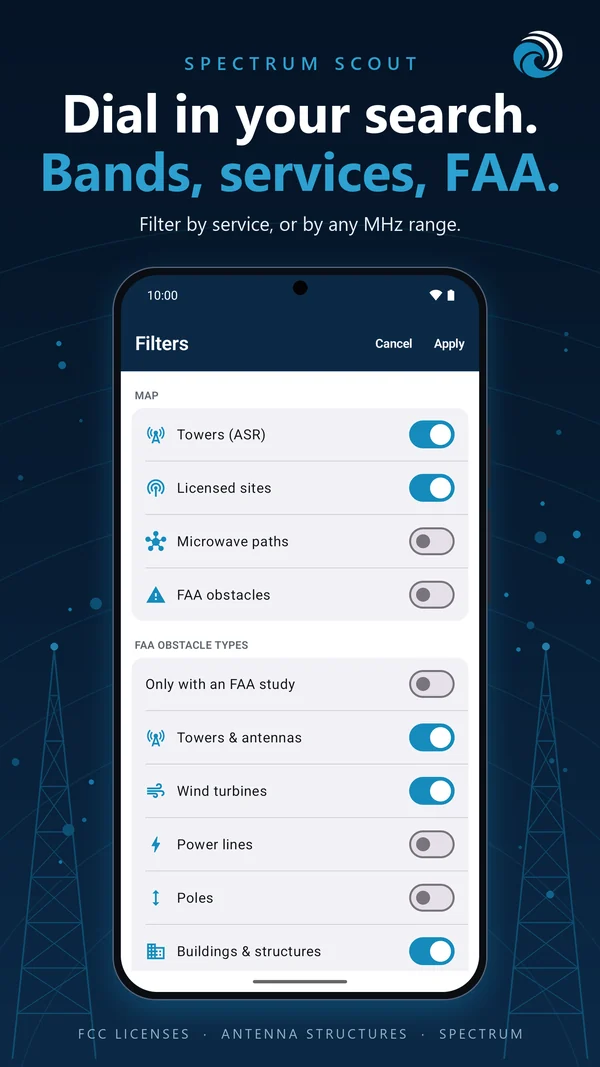 SPECTRUM SCOUT
Dial in your search.
Bands, services, FAA.
Filter by service, or by any MHz range.
10:00
Filters Cancel Apply
MAP
Towers (ASR)
Licensed sites
Microwave paths
FAA obstacles
FAA OBSTACLE TYPES
Only with an FAA study
Towers & antennas
Wind turbines
Power lines
Poles
Buildings & structures
FCC LICENSES · ANTENNA STRUCTURES · SPECTRUM